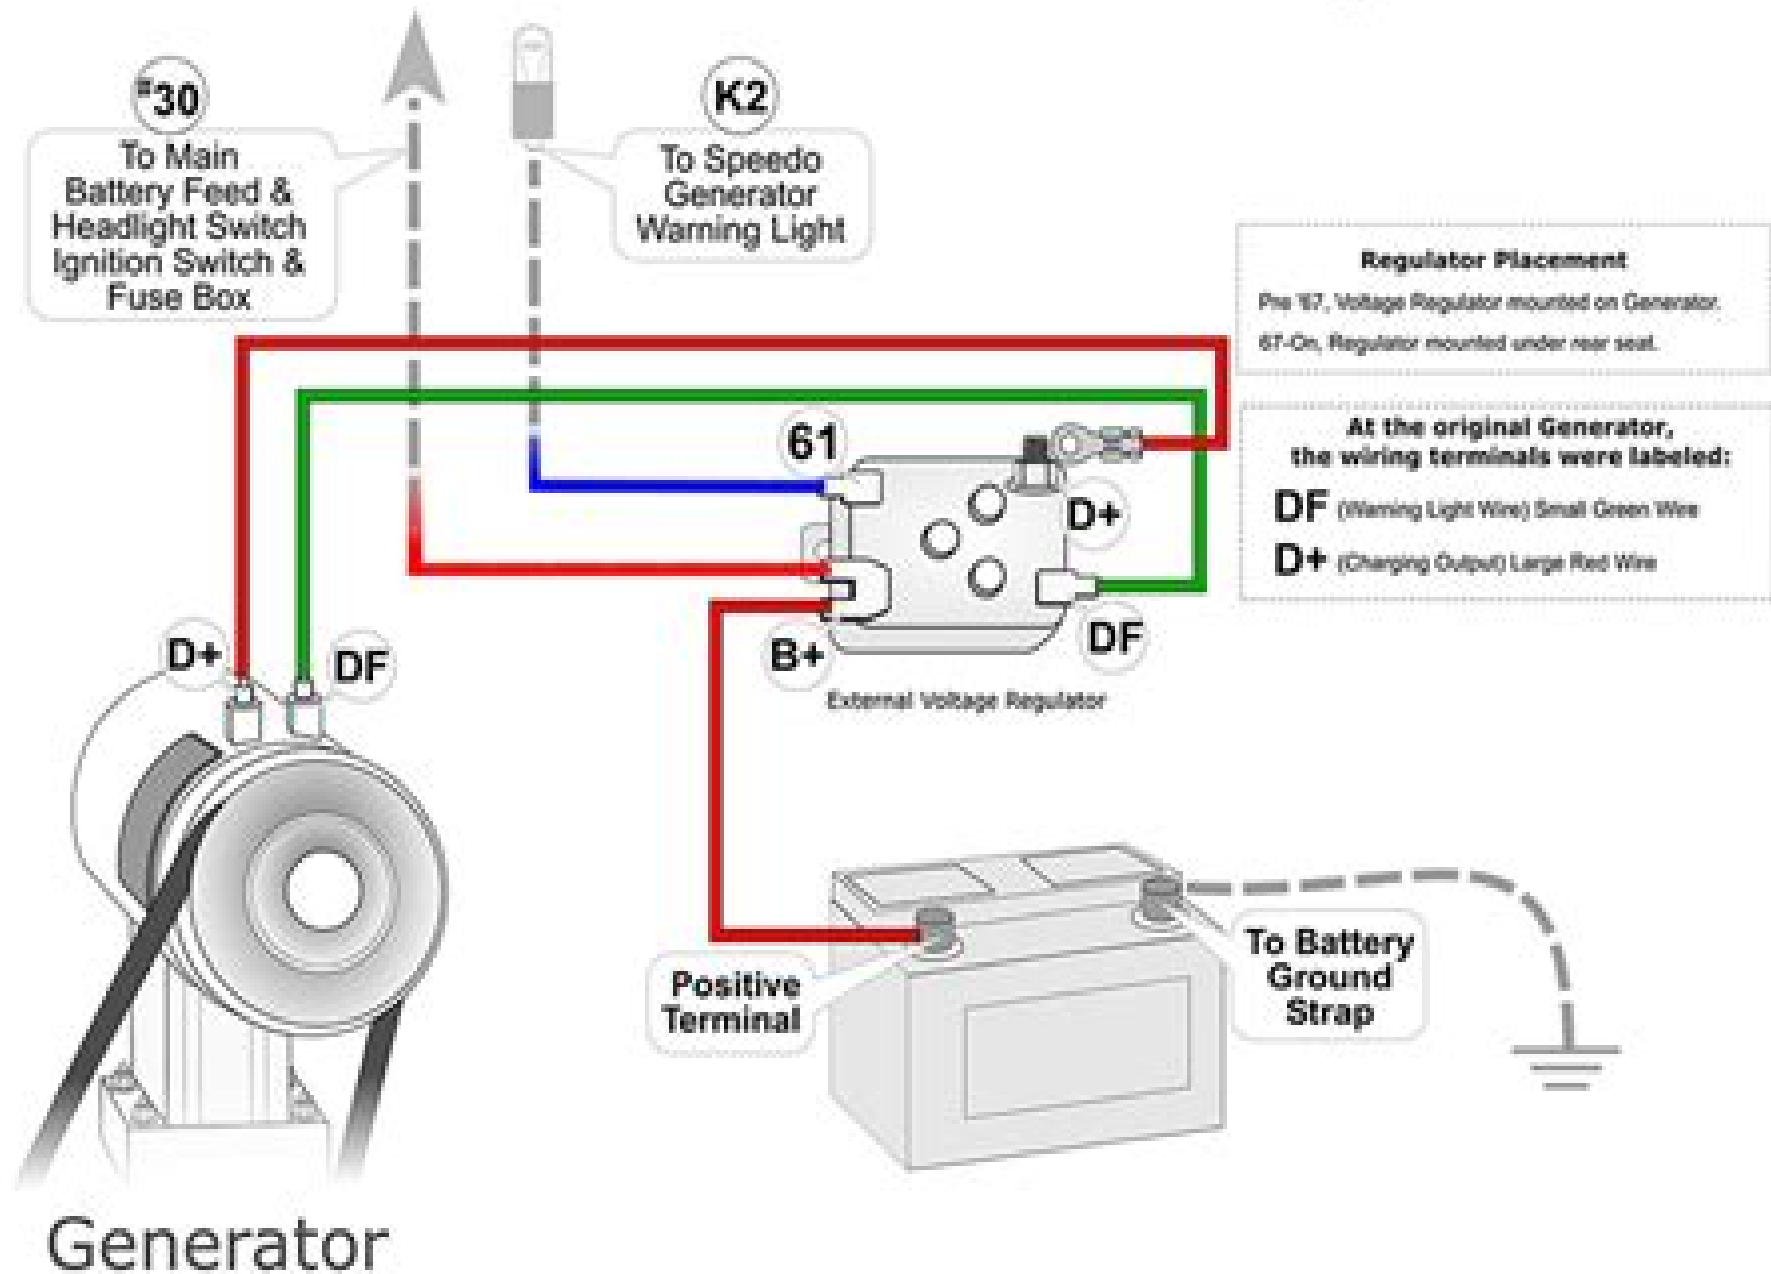 #30
To Main
Battery Feed &
Headlight Switch
Ignition Switch &
Fuse Box
K2
To Speedo
Generator
Warning Light
Regulator Placement
Pre '67, Voltage Regulator mounted on Generator.
67-On, Regulator mounted under rear seat.
At the original Generator,
the wiring terminals were labeled:
DF (Warning Light Wire) Small Green Wire
D+ (Charging Output) Large Red Wire
61
D+
DF
B+
External Voltage Regulator
D+
DF
Positive
Terminal
To Battery
Ground
Strap
Generator